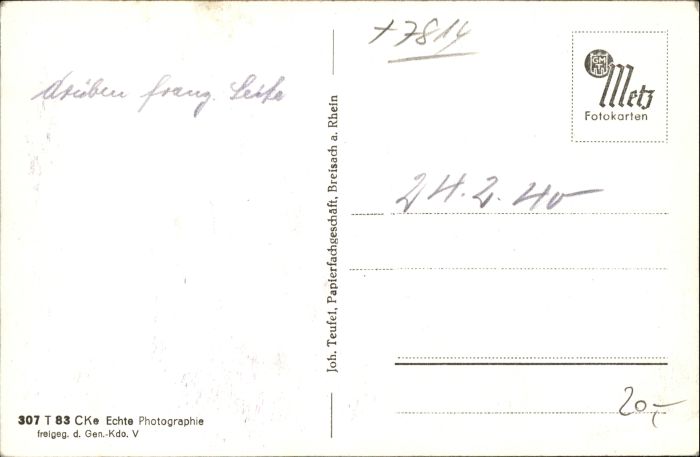 +7814
drüben franz. Seite
GM
Metz
Fotokarten
24.2.40
Joh. Teufel, Papierfachgeschäft, Breisach a. Rhein
20,-
307 T 83 CKe Echte Photographie
freigeg. d. Gen.-Kdo. V